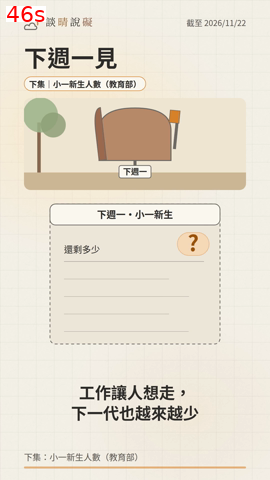 46s
談晴說礙
截至 2026/11/22
下週一見
下集｜小一新生人數（教育部）
下週一
下週一・小一新生
還剩多少
?
工作讓人想走，
下一代也越來越少
下集：小一新生人數（教育部）